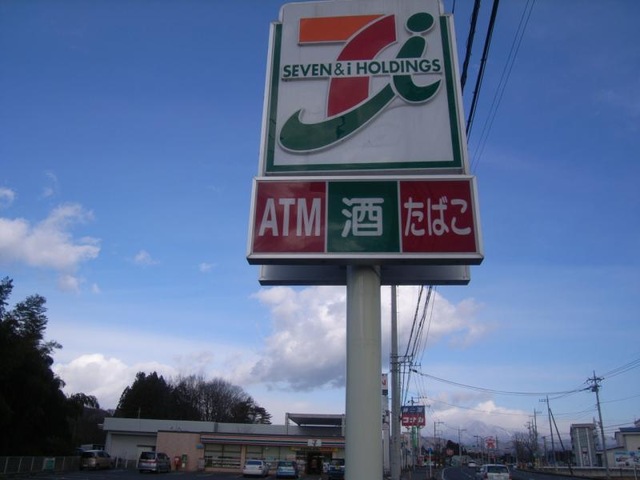 SEVEN & i HOLDINGS
ATM 酒 たばこ